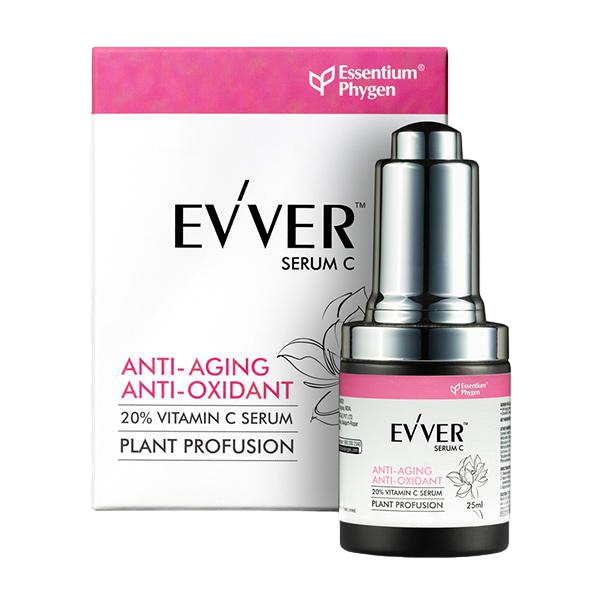 Essentium®
Phygen
EV'VER™
SERUM C
ANTI-AGING
ANTI-OXIDANT
20% VITAMIN C SERUM
PLANT PROFUSION
Essentium®
Phygen
EV'VER™
SERUM C
ANTI-AGING
ANTI-OXIDANT
20% VITAMIN C SERUM
PLANT PROFUSION
25ml